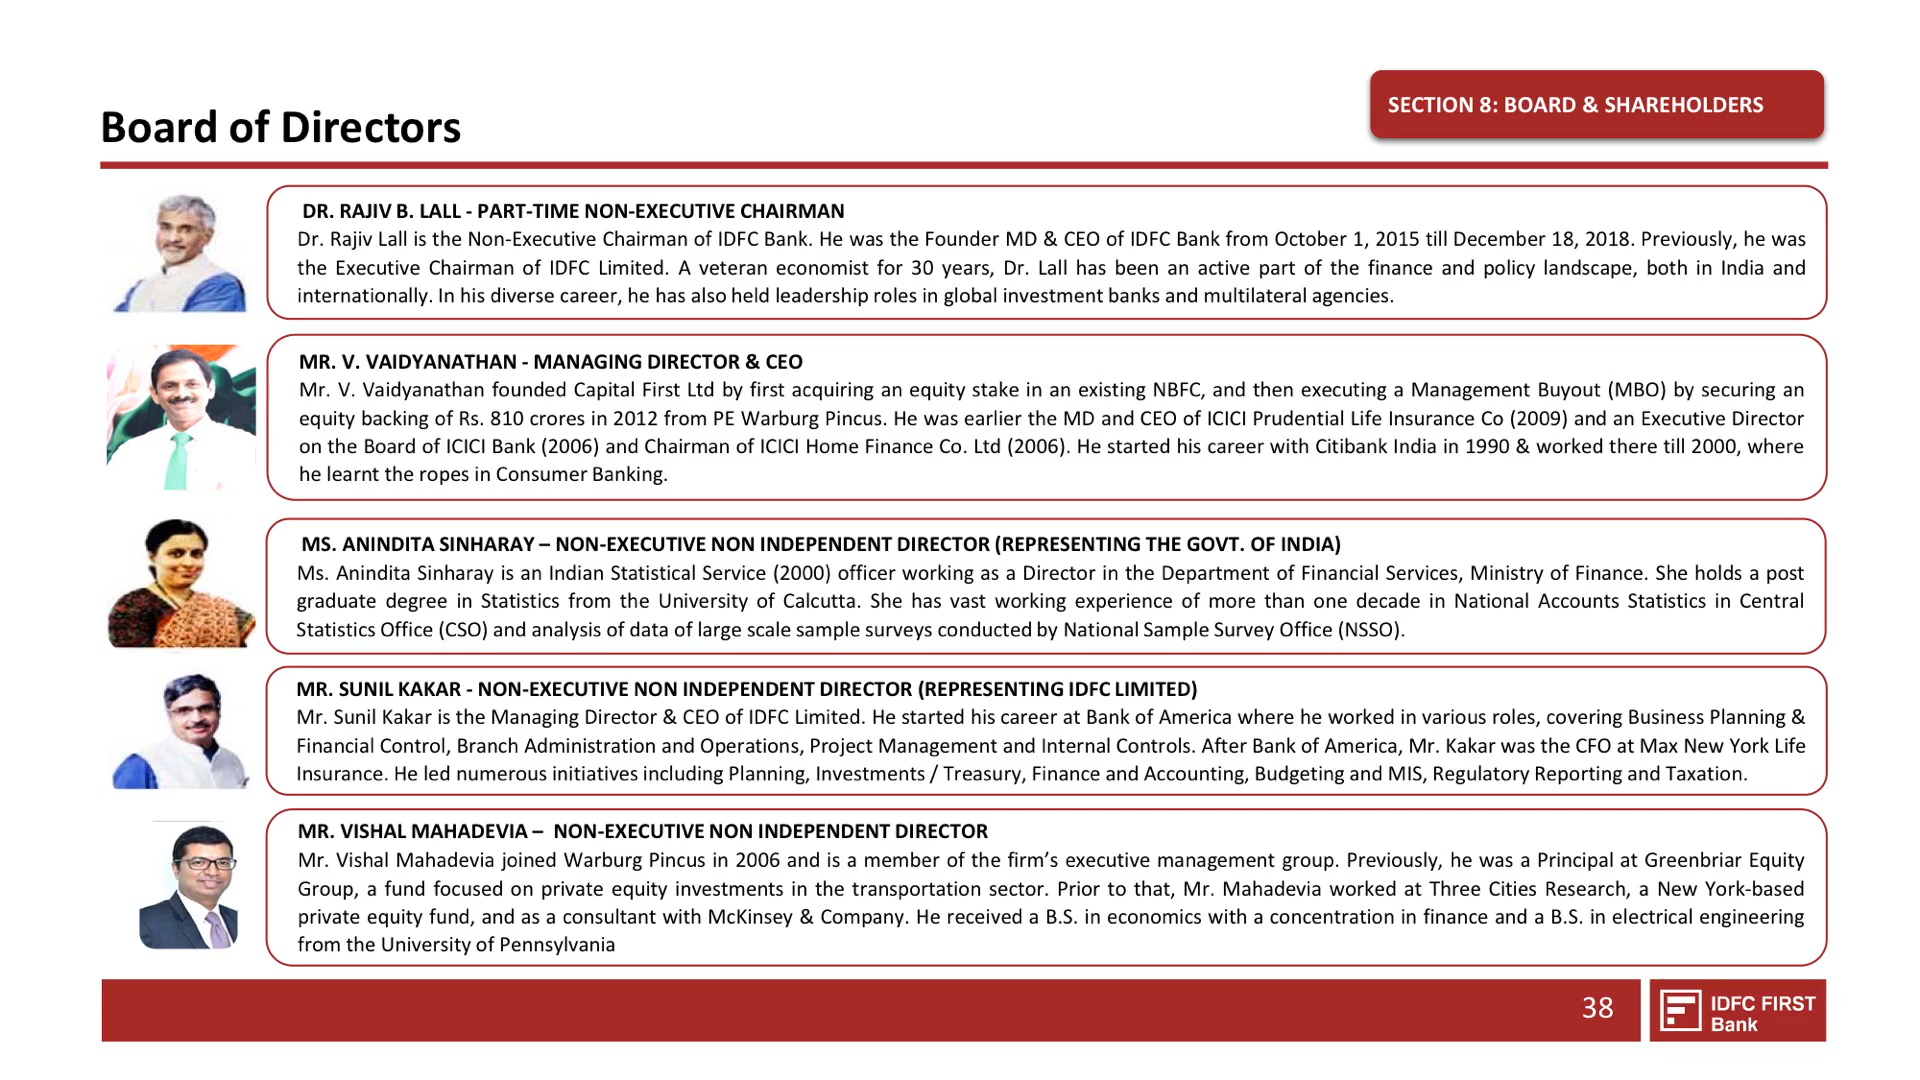 SECTION 8: BOARD & SHAREHOLDERS
Board of Directors
DR. RAJIV B. LALL - PART-TIME NON-EXECUTIVE CHAIRMAN
Dr. Rajiv Lall is the Non-Executive Chairman of IDFC Bank. He was the Founder MD & CEO of IDFC Bank from October 1, 2015 till December 18, 2018. Previously, he was
the Executive Chairman of IDFC Limited. A veteran economist for 30 years, Dr. Lall has been an active part of the finance and policy landscape, both in India and
internationally. In his diverse career, he has also held leadership roles in global investment banks and multilateral agencies.
MR. V. VAIDYANATHAN - MANAGING DIRECTOR & CEO
Mr. V. Vaidyanathan founded Capital First Ltd by first acquiring an equity stake in an existing NBFC, and then executing a Management Buyout (MBO) by securing an
equity backing of Rs. 810 crores in 2012 from PE Warburg Pincus. He was earlier the MD and CEO of ICICI Prudential Life Insurance Co (2009) and an Executive Director
on the Board of ICICI Bank (2006) and Chairman of ICICI Home Finance Co. Ltd (2006). He started his career with Citibank India in 1990 & worked there till 2000, where
he learnt the ropes in Consumer Banking.
MS. ANINDITA SINHARAY – NON-EXECUTIVE NON INDEPENDENT DIRECTOR (REPRESENTING THE GOVT. OF INDIA)
Ms. Anindita Sinharay is an Indian Statistical Service (2000) officer working as a Director in the Department of Financial Services, Ministry of Finance. She holds a post
graduate degree in Statistics from the University of Calcutta. She has vast working experience of more than one decade in National Accounts Statistics in Central
Statistics Office (CSO) and analysis of data of large scale sample surveys conducted by National Sample Survey Office (NSSO).
MR. SUNIL KAKAR - NON-EXECUTIVE NON INDEPENDENT DIRECTOR (REPRESENTING IDFC LIMITED)
Mr. Sunil Kakar is the Managing Director & CEO of IDFC Limited. He started his career at Bank of America where he worked in various roles, covering Business Planning &
Financial Control, Branch Administration and Operations, Project Management and Internal Controls. After Bank of America, Mr. Kakar was the CFO at Max New York Life
Insurance. He led numerous initiatives including Planning, Investments / Treasury, Finance and Accounting, Budgeting and MIS, Regulatory Reporting and Taxation.
MR. VISHAL MAHADEVIA – NON-EXECUTIVE NON INDEPENDENT DIRECTOR
Mr. Vishal Mahadevia joined Warburg Pincus in 2006 and is a member of the firm’s executive management group. Previously, he was a Principal at Greenbriar Equity
Group, a fund focused on private equity investments in the transportation sector. Prior to that, Mr. Mahadevia worked at Three Cities Research, a New York-based
private equity fund, and as a consultant with McKinsey & Company. He received a B.S. in economics with a concentration in finance and a B.S. in electrical engineering
from the University of Pennsylvania
38
IDFC FIRST
Bank